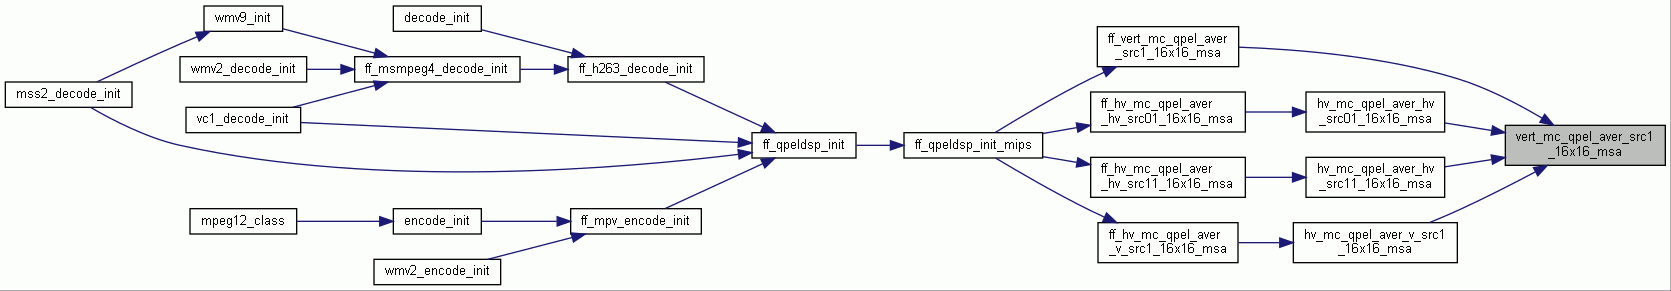 wmv9_init
decode_init
wmv2_decode_init
ff_msmpeg4_decode_init
ff_h263_decode_init
mss2_decode_init
vc1_decode_init
ff_qpeldsp_init
ff_qpeldsp_init_mips
mpeg12_class
encode_init
ff_mpv_encode_init
wmv2_encode_init
ff_vert_mc_qpel_aver
_src1_16x16_msa
ff_hv_mc_qpel_aver
_hv_src01_16x16_msa
hv_mc_qpel_aver_hv
_src01_16x16_msa
ff_hv_mc_qpel_aver
_hv_src11_16x16_msa
hv_mc_qpel_aver_hv
_src11_16x16_msa
ff_hv_mc_qpel_aver
_v_src1_16x16_msa
hv_mc_qpel_aver_v_src1
_16x16_msa
vert_mc_qpel_aver_src1
_16x16_msa